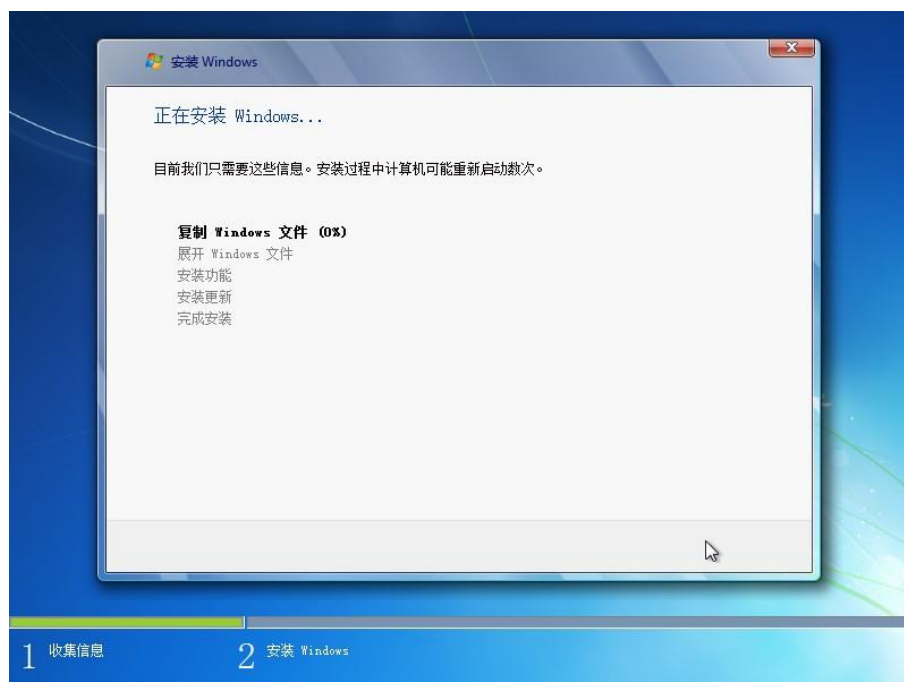 安装 Windows
正在安装 Windows...
目前我们只需要这些信息。安装过程中计算机可能重新启动数次。
复制 Windows 文件 (0%)
展开 Windows 文件
安装功能
安装更新
完成安装
1 收集信息
2 安装 Windows